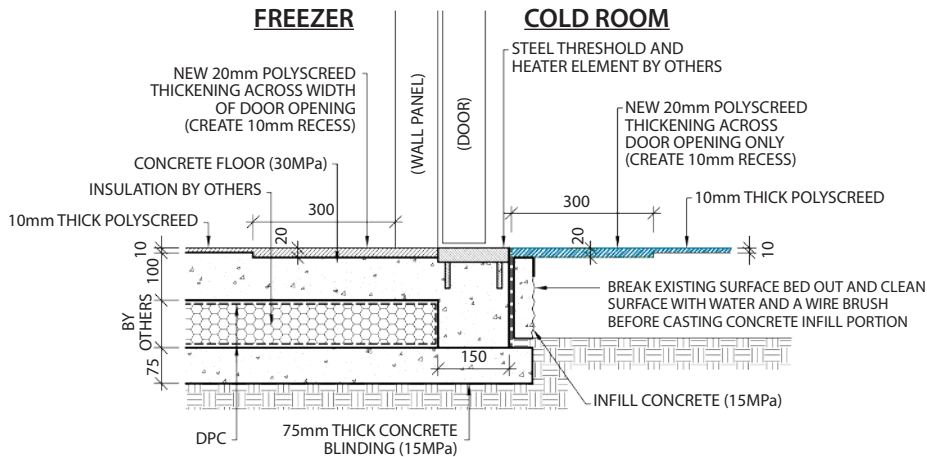 FREEZER
COLD ROOM
STEEL THRESHOLD AND
HEATER ELEMENT BY OTHERS
NEW 20mm POLYSCREED
THICKENING ACROSS WIDTH
OF DOOR OPENING
(CREATE 10mm RECESS)
(WALL PANEL)
(DOOR)
NEW 20mm POLYSCREED
THICKENING ACROSS
DOOR OPENING ONLY
(CREATE 10mm RECESS)
CONCRETE FLOOR (30MPa)
INSULATION BY OTHERS
10mm THICK POLYSCREED
300
300
10mm THICK POLYSCREED
10
20
20
10
100
BY
OTHERS
75
BREAK EXISTING SURFACE BED OUT AND CLEAN
SURFACE WITH WATER AND A WIRE BRUSH
BEFORE CASTING CONCRETE INFILL PORTION
150
INFILL CONCRETE (15MPa)
DPC
75mm THICK CONCRETE
BLINDING (15MPa)